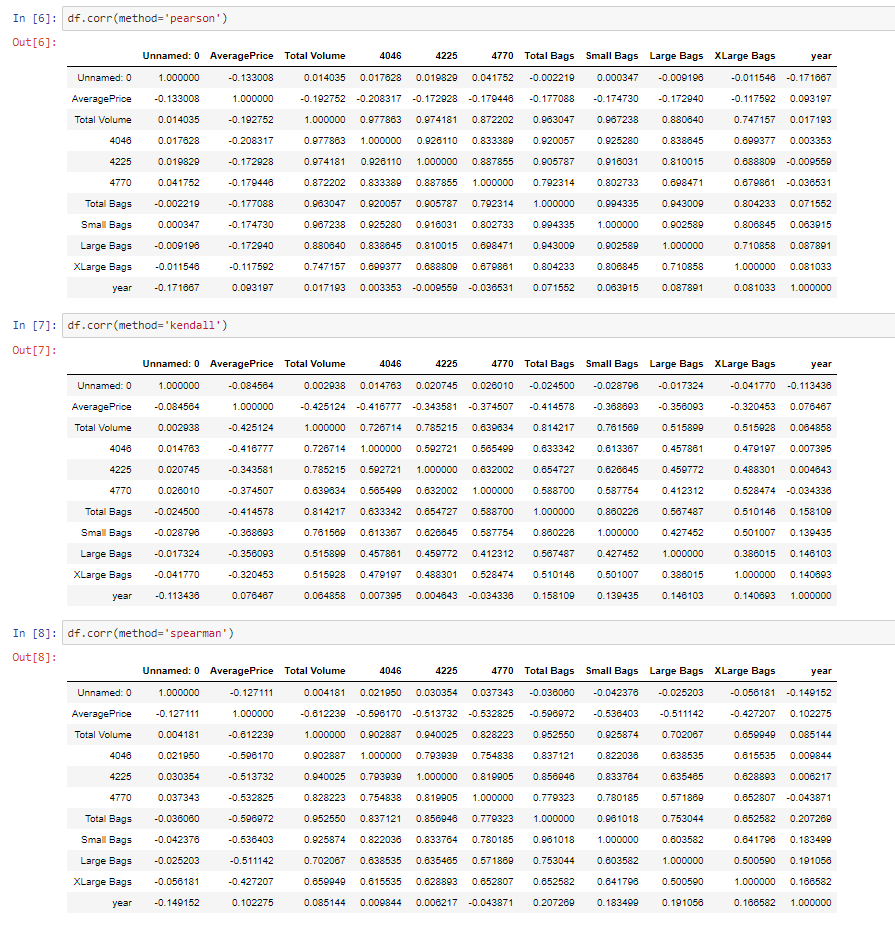 In [6]: df.corr(method='pearson')
Out[6]:
Unnamed: 0 AveragePrice Total Volume 4046 4225 4770 Total Bags Small Bags Large Bags XLarge Bags year
Unnamed: 0 1.000000 -0.133008 0.014035 0.017628 0.019829 0.041752 -0.002219 0.000347 -0.009196 -0.011546 -0.171667
AveragePrice -0.133008 1.000000 -0.192752 -0.208317 -0.172928 -0.179446 -0.177088 -0.174730 -0.172940 -0.117592 0.093197
Total Volume 0.014035 -0.192752 1.000000 0.977863 0.974181 0.872202 0.963047 0.967238 0.880640 0.747157 0.017193
4046 0.017628 -0.208317 0.977863 1.000000 0.926110 0.833389 0.920057 0.925280 0.838645 0.699377 0.003353
4225 0.019829 -0.172928 0.974181 0.926110 1.000000 0.887855 0.905787 0.916031 0.810015 0.688809 -0.009559
4770 0.041752 -0.179446 0.872202 0.833389 0.887855 1.000000 0.792314 0.802733 0.698471 0.679861 -0.036531
Total Bags -0.002219 -0.177088 0.963047 0.920057 0.905787 0.792314 1.000000 0.994335 0.943009 0.804233 0.071552
Small Bags 0.000347 -0.174730 0.967238 0.925280 0.916031 0.802733 0.994335 1.000000 0.902589 0.806845 0.063915
Large Bags -0.009196 -0.172940 0.880640 0.838645 0.810015 0.698471 0.943009 0.902589 1.000000 0.710858 0.087891
XLarge Bags -0.011546 -0.117592 0.747157 0.699377 0.688809 0.679861 0.804233 0.806845 0.710858 1.000000 0.081033
year -0.171667 0.093197 0.017193 0.003353 -0.009559 -0.036531 0.071552 0.063915 0.087891 0.081033 1.000000
In [7]: df.corr(method='kendall')
Out[7]:
Unnamed: 0 AveragePrice Total Volume 4046 4225 4770 Total Bags Small Bags Large Bags XLarge Bags year
Unnamed: 0 1.000000 -0.084564 0.002938 0.014763 0.020745 0.026010 -0.024500 -0.028796 -0.017324 -0.041770 -0.113436
AveragePrice -0.084564 1.000000 -0.425124 -0.416777 -0.343581 -0.374507 -0.414578 -0.368693 -0.356093 -0.320453 0.076467
Total Volume 0.002938 -0.425124 1.000000 0.726714 0.785215 0.639634 0.814217 0.761569 0.515899 0.515928 0.064858
4046 0.014763 -0.416777 0.726714 1.000000 0.592721 0.565499 0.633342 0.613367 0.457861 0.479197 0.007395
4225 0.020745 -0.343581 0.785215 0.592721 1.000000 0.632002 0.654727 0.626645 0.459772 0.488301 0.004643
4770 0.026010 -0.374507 0.639634 0.565499 0.632002 1.000000 0.588700 0.587754 0.412312 0.528474 -0.034336
Total Bags -0.024500 -0.414578 0.814217 0.633342 0.654727 0.588700 1.000000 0.860226 0.567487 0.510146 0.158109
Small Bags -0.028796 -0.368693 0.761569 0.613367 0.626645 0.587754 0.860226 1.000000 0.427452 0.501007 0.139435
Large Bags -0.017324 -0.356093 0.515899 0.457861 0.459772 0.412312 0.567487 0.427452 1.000000 0.386015 0.146103
XLarge Bags -0.041770 -0.320453 0.515928 0.479197 0.488301 0.528474 0.510146 0.501007 0.386015 1.000000 0.140693
year -0.113436 0.076467 0.064858 0.007395 0.004643 -0.034336 0.158109 0.139435 0.146103 0.140693 1.000000
In [8]: df.corr(method='spearman')
Out[8]:
Unnamed: 0 AveragePrice Total Volume 4046 4225 4770 Total Bags Small Bags Large Bags XLarge Bags year
Unnamed: 0 1.000000 -0.127111 0.004181 0.021950 0.030354 0.037343 -0.036060 -0.042376 -0.025203 -0.056181 -0.149152
AveragePrice -0.127111 1.000000 -0.612239 -0.596170 -0.513732 -0.532825 -0.596972 -0.536403 -0.511142 -0.427207 0.102275
Total Volume 0.004181 -0.612239 1.000000 0.902887 0.940025 0.828223 0.952550 0.925874 0.702067 0.659949 0.085144
4046 0.021950 -0.596170 0.902887 1.000000 0.793939 0.754838 0.837121 0.822036 0.638535 0.615535 0.009844
4225 0.030354 -0.513732 0.940025 0.793939 1.000000 0.819905 0.856946 0.833764 0.635465 0.628893 0.006217
4770 0.037343 -0.532825 0.828223 0.754838 0.819905 1.000000 0.779323 0.780185 0.571869 0.652807 -0.043871
Total Bags -0.036060 -0.596972 0.952550 0.837121 0.856946 0.779323 1.000000 0.961018 0.753044 0.652582 0.207269
Small Bags -0.042376 -0.536403 0.925874 0.822036 0.833764 0.780185 0.961018 1.000000 0.603582 0.641796 0.183499
Large Bags -0.025203 -0.511142 0.702067 0.638535 0.635465 0.571869 0.753044 0.603582 1.000000 0.500590 0.191056
XLarge Bags -0.056181 -0.427207 0.659949 0.615535 0.628893 0.652807 0.652582 0.641796 0.500590 1.000000 0.166582
year -0.149152 0.102275 0.085144 0.009844 0.006217 -0.043871 0.207269 0.183499 0.191056 0.166582 1.000000